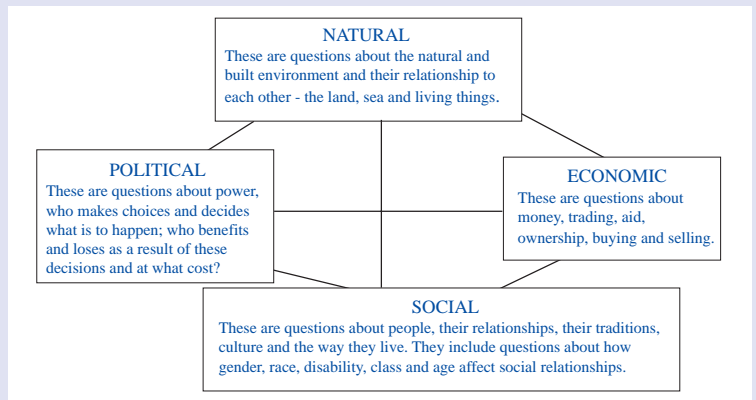 NATURAL
These are questions about the natural and
built environment and their relationship to
each other - the land, sea and living things.
POLITICAL
These are questions about power,
who makes choices and decides
what is to happen; who benefits
and loses as a result of these
decisions and at what cost?
ECONOMIC
These are questions about
money, trading, aid,
ownership, buying and selling.
SOCIAL
These are questions about people, their relationships, their traditions,
culture and the way they live. They include questions about how
gender, race, disability, class and age affect social relationships.